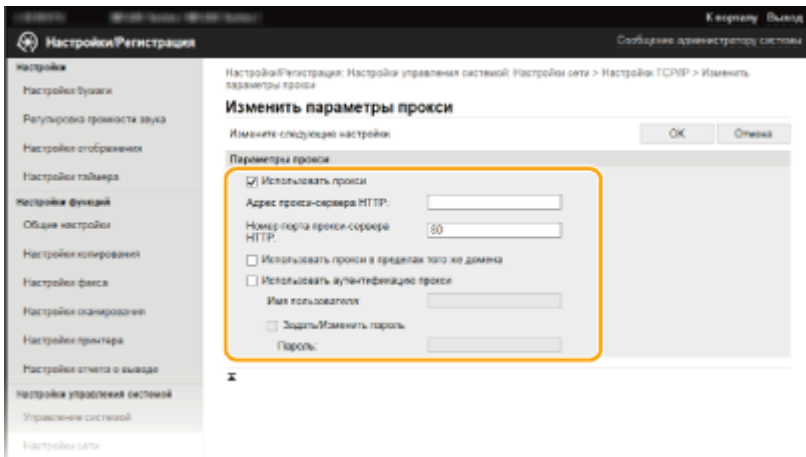 К порталу Выход
Настройки/Регистрация
Сообщение администратору системы
Настройки
Настройки бумаги
Регулировка громкости звука
Настройки отображения
Настройки таймера
Настройки функций
Общие настройки
Настройки копирования
Настройки факса
Настройки сканирования
Настройки принтера
Настройки отчета о выводе
Настройки управления системой
Управление системой
Настройки сети
Настройки/Регистрация: Настройки управления системой: Настройки сети > Настройки TCP/IP > Изменить
параметры прокси
Изменить параметры прокси
Измените следующие настройки.
OK Отмена
Параметры прокси
Использовать прокси
Адрес прокси-сервера HTTP:
Номер порта прокси-сервера
HTTP:
80
Использовать прокси в пределах того же домена
Использовать аутентификацию прокси
Имя пользователя:
Задать/Изменить пароль
Пароль: